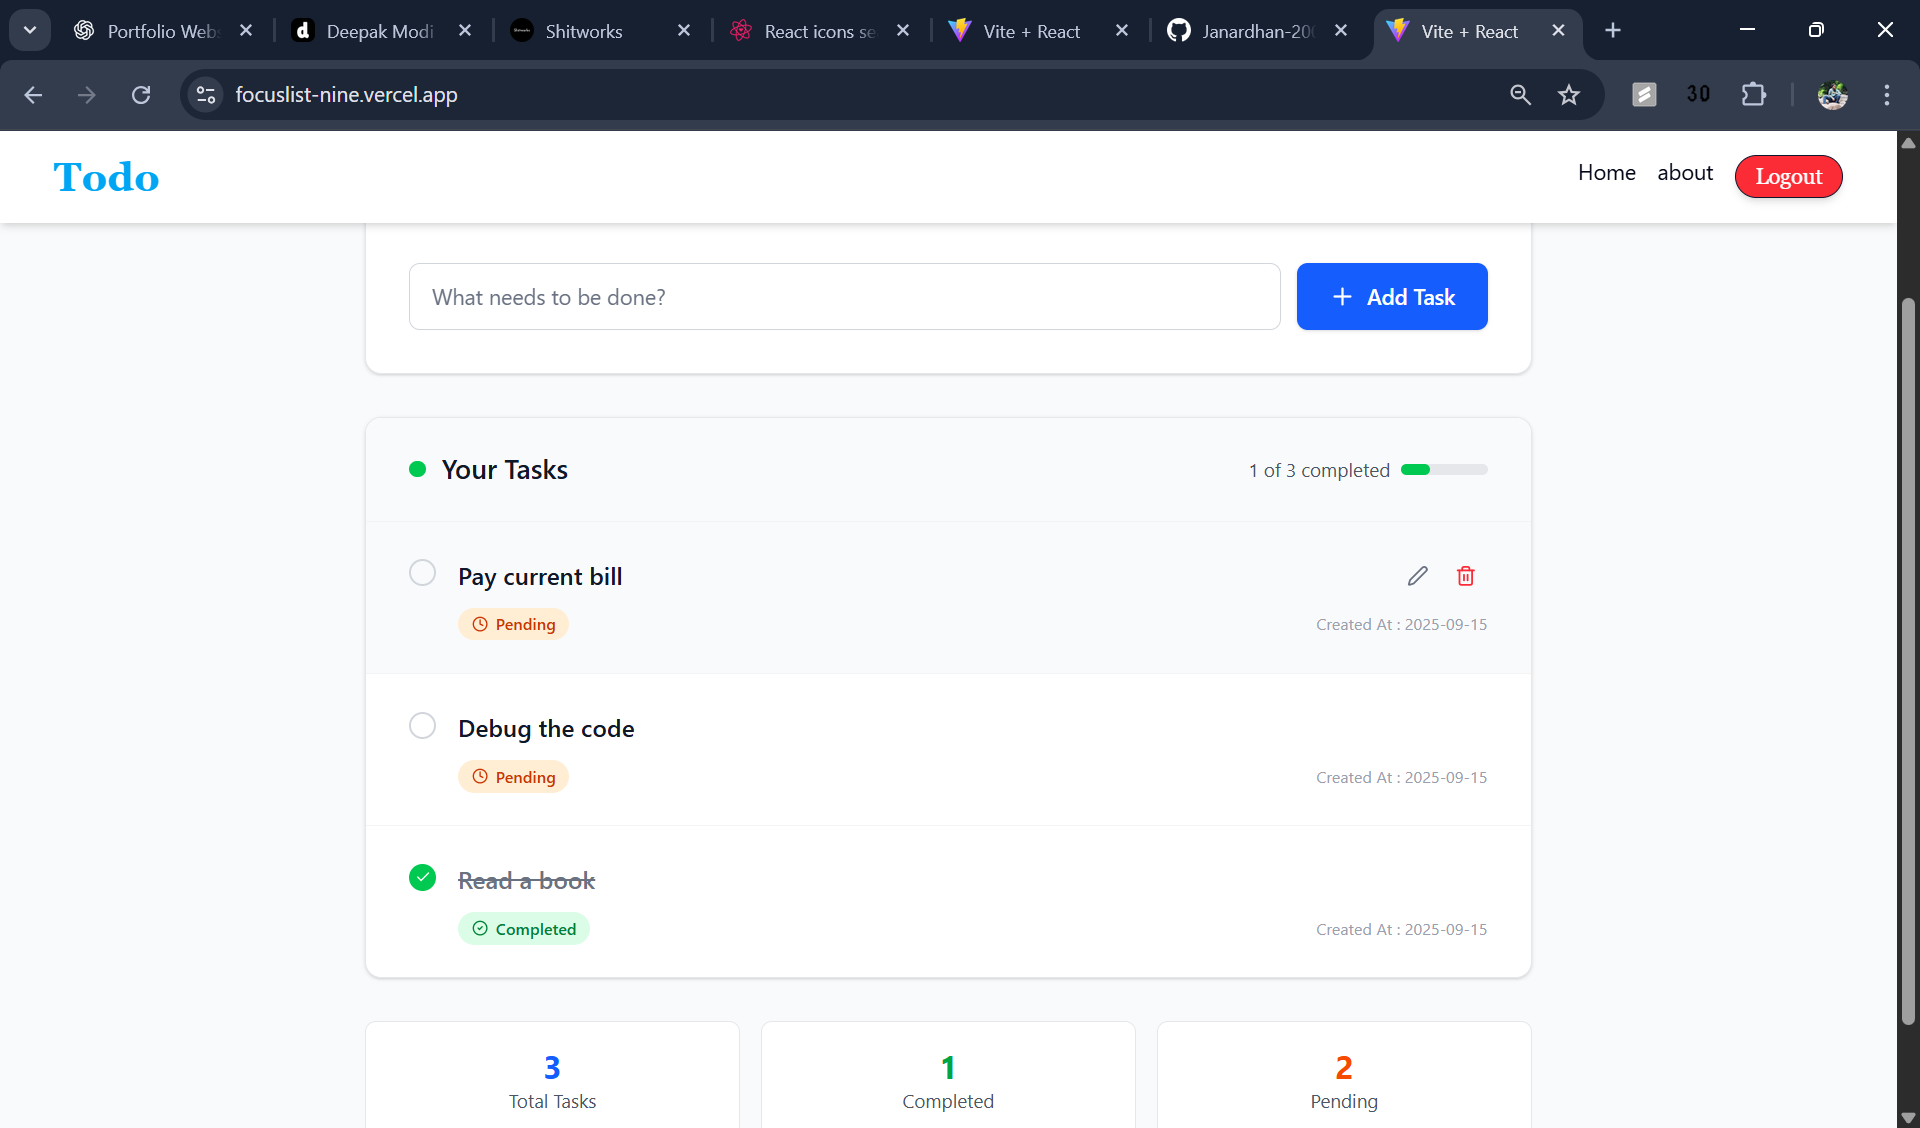 Portfolio Web
Deepak Modi
Shitworks
React icons se
Vite + React
Janardhan-20
Vite + React
focuslist-nine.vercel.app
30
Todo
Home
about
Logout
What needs to be done?
Add Task
Your Tasks
1 of 3 completed
Pay current bill
Pending
Created At : 2025-09-15
Debug the code
Pending
Created At : 2025-09-15
Read a book
Completed
Created At : 2025-09-15
3
Total Tasks
1
Completed
2
Pending